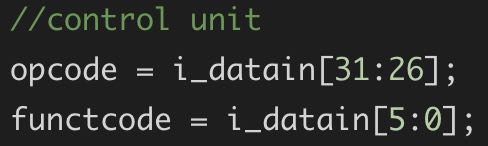 //control unit
opcode = i_datain[31:26];
functcode = i_datain[5:0];